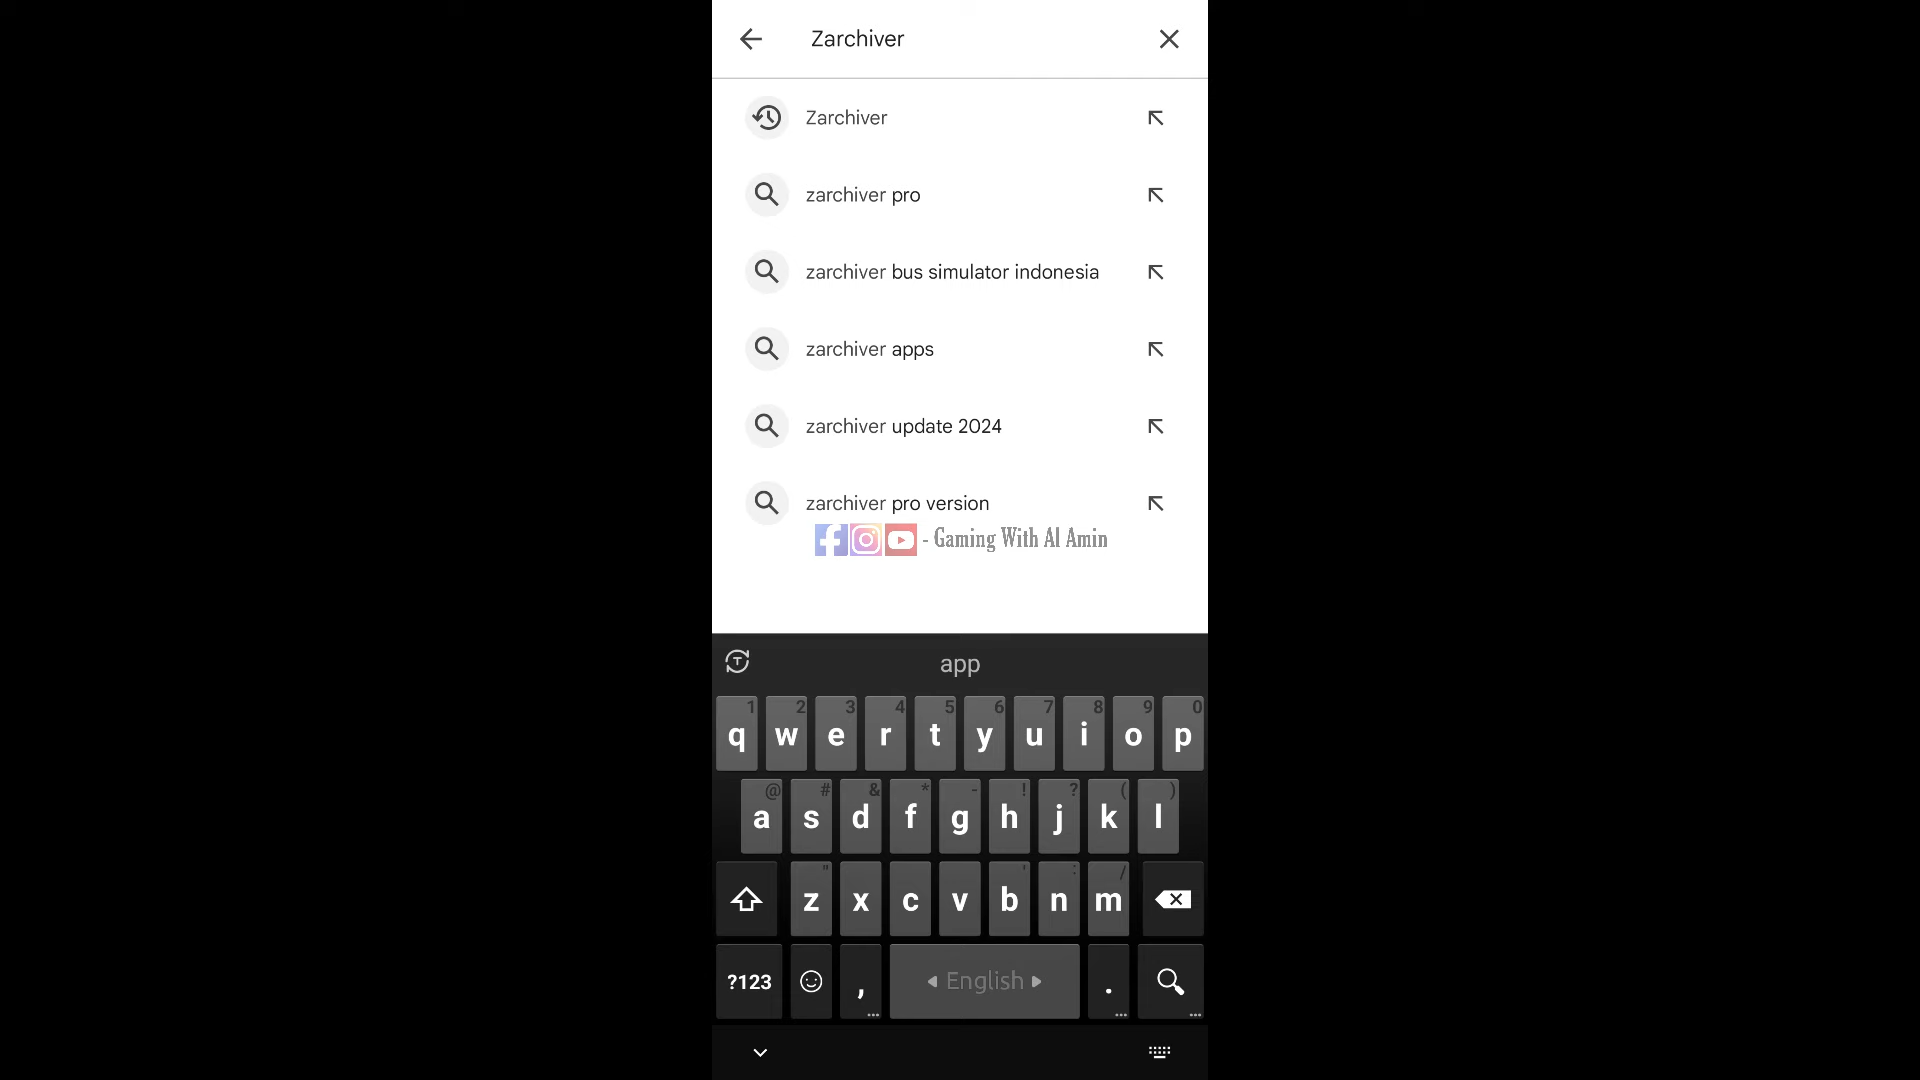 Zarchiver
Zarchiver
zarchiver pro
zarchiver bus simulator indonesia
zarchiver apps
zarchiver update 2024
zarchiver pro version
- Gaming With Al Amin
app
1 2 3 4 5 6 7 8 9 0
q w e r t y u i o p
@ # & * - ! ? ( )
a s d f g h j k l
" ' : /
z x c v b n m
?123 , English .